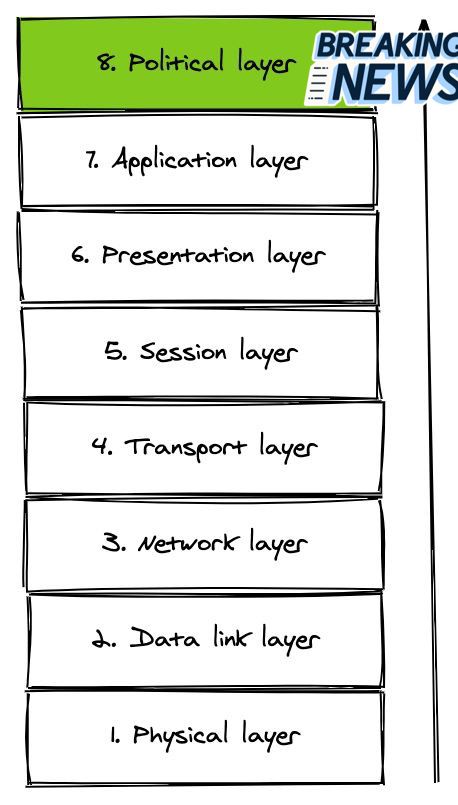 8. Political layer
BREAKING
NEWS
7. Application layer
6. Presentation layer
5. Session layer
4. Transport layer
3. Network layer
2. Data link layer
1. Physical layer